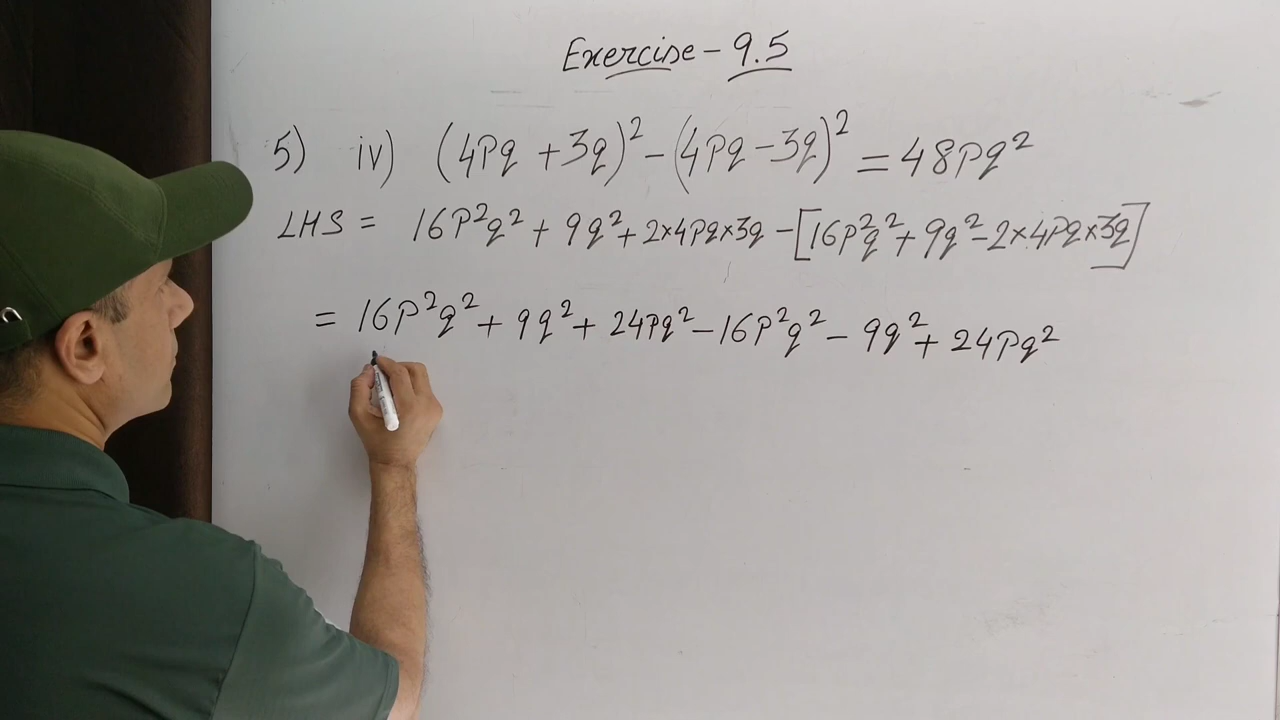 Exercise - 9.5
5) iv) (4pq + 3q)² - (4pq - 3q)² = 48pq²
LHS = 16p²q² + 9q² + 2×4pq×3q - [16p²q² + 9q² - 2×4pq×3q]
= 16p²q² + 9q² + 24pq² - 16p²q² - 9q² + 24pq²